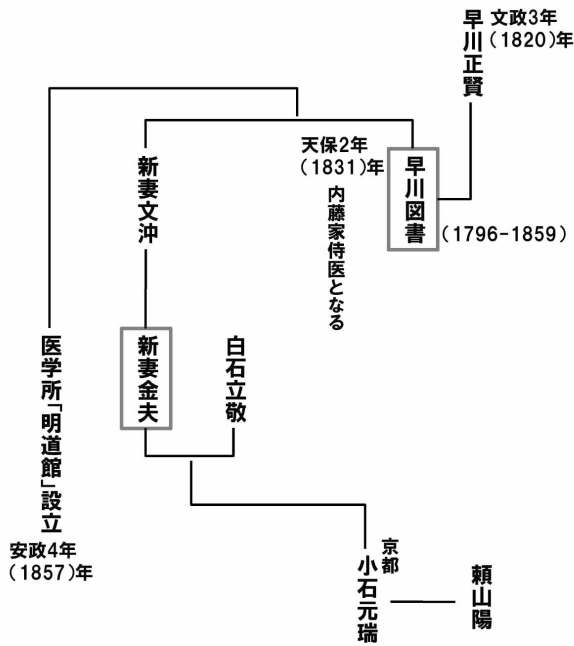 早川正賢
文政3年
(1820)年
天保2年
(1831)年
内藤家侍医となる
早川図書
(1796-1859)
新妻文沖
新妻金夫
白石立敬
医学所「明道館」設立
安政4年
(1857)年
京都
小石元瑞
頼山陽